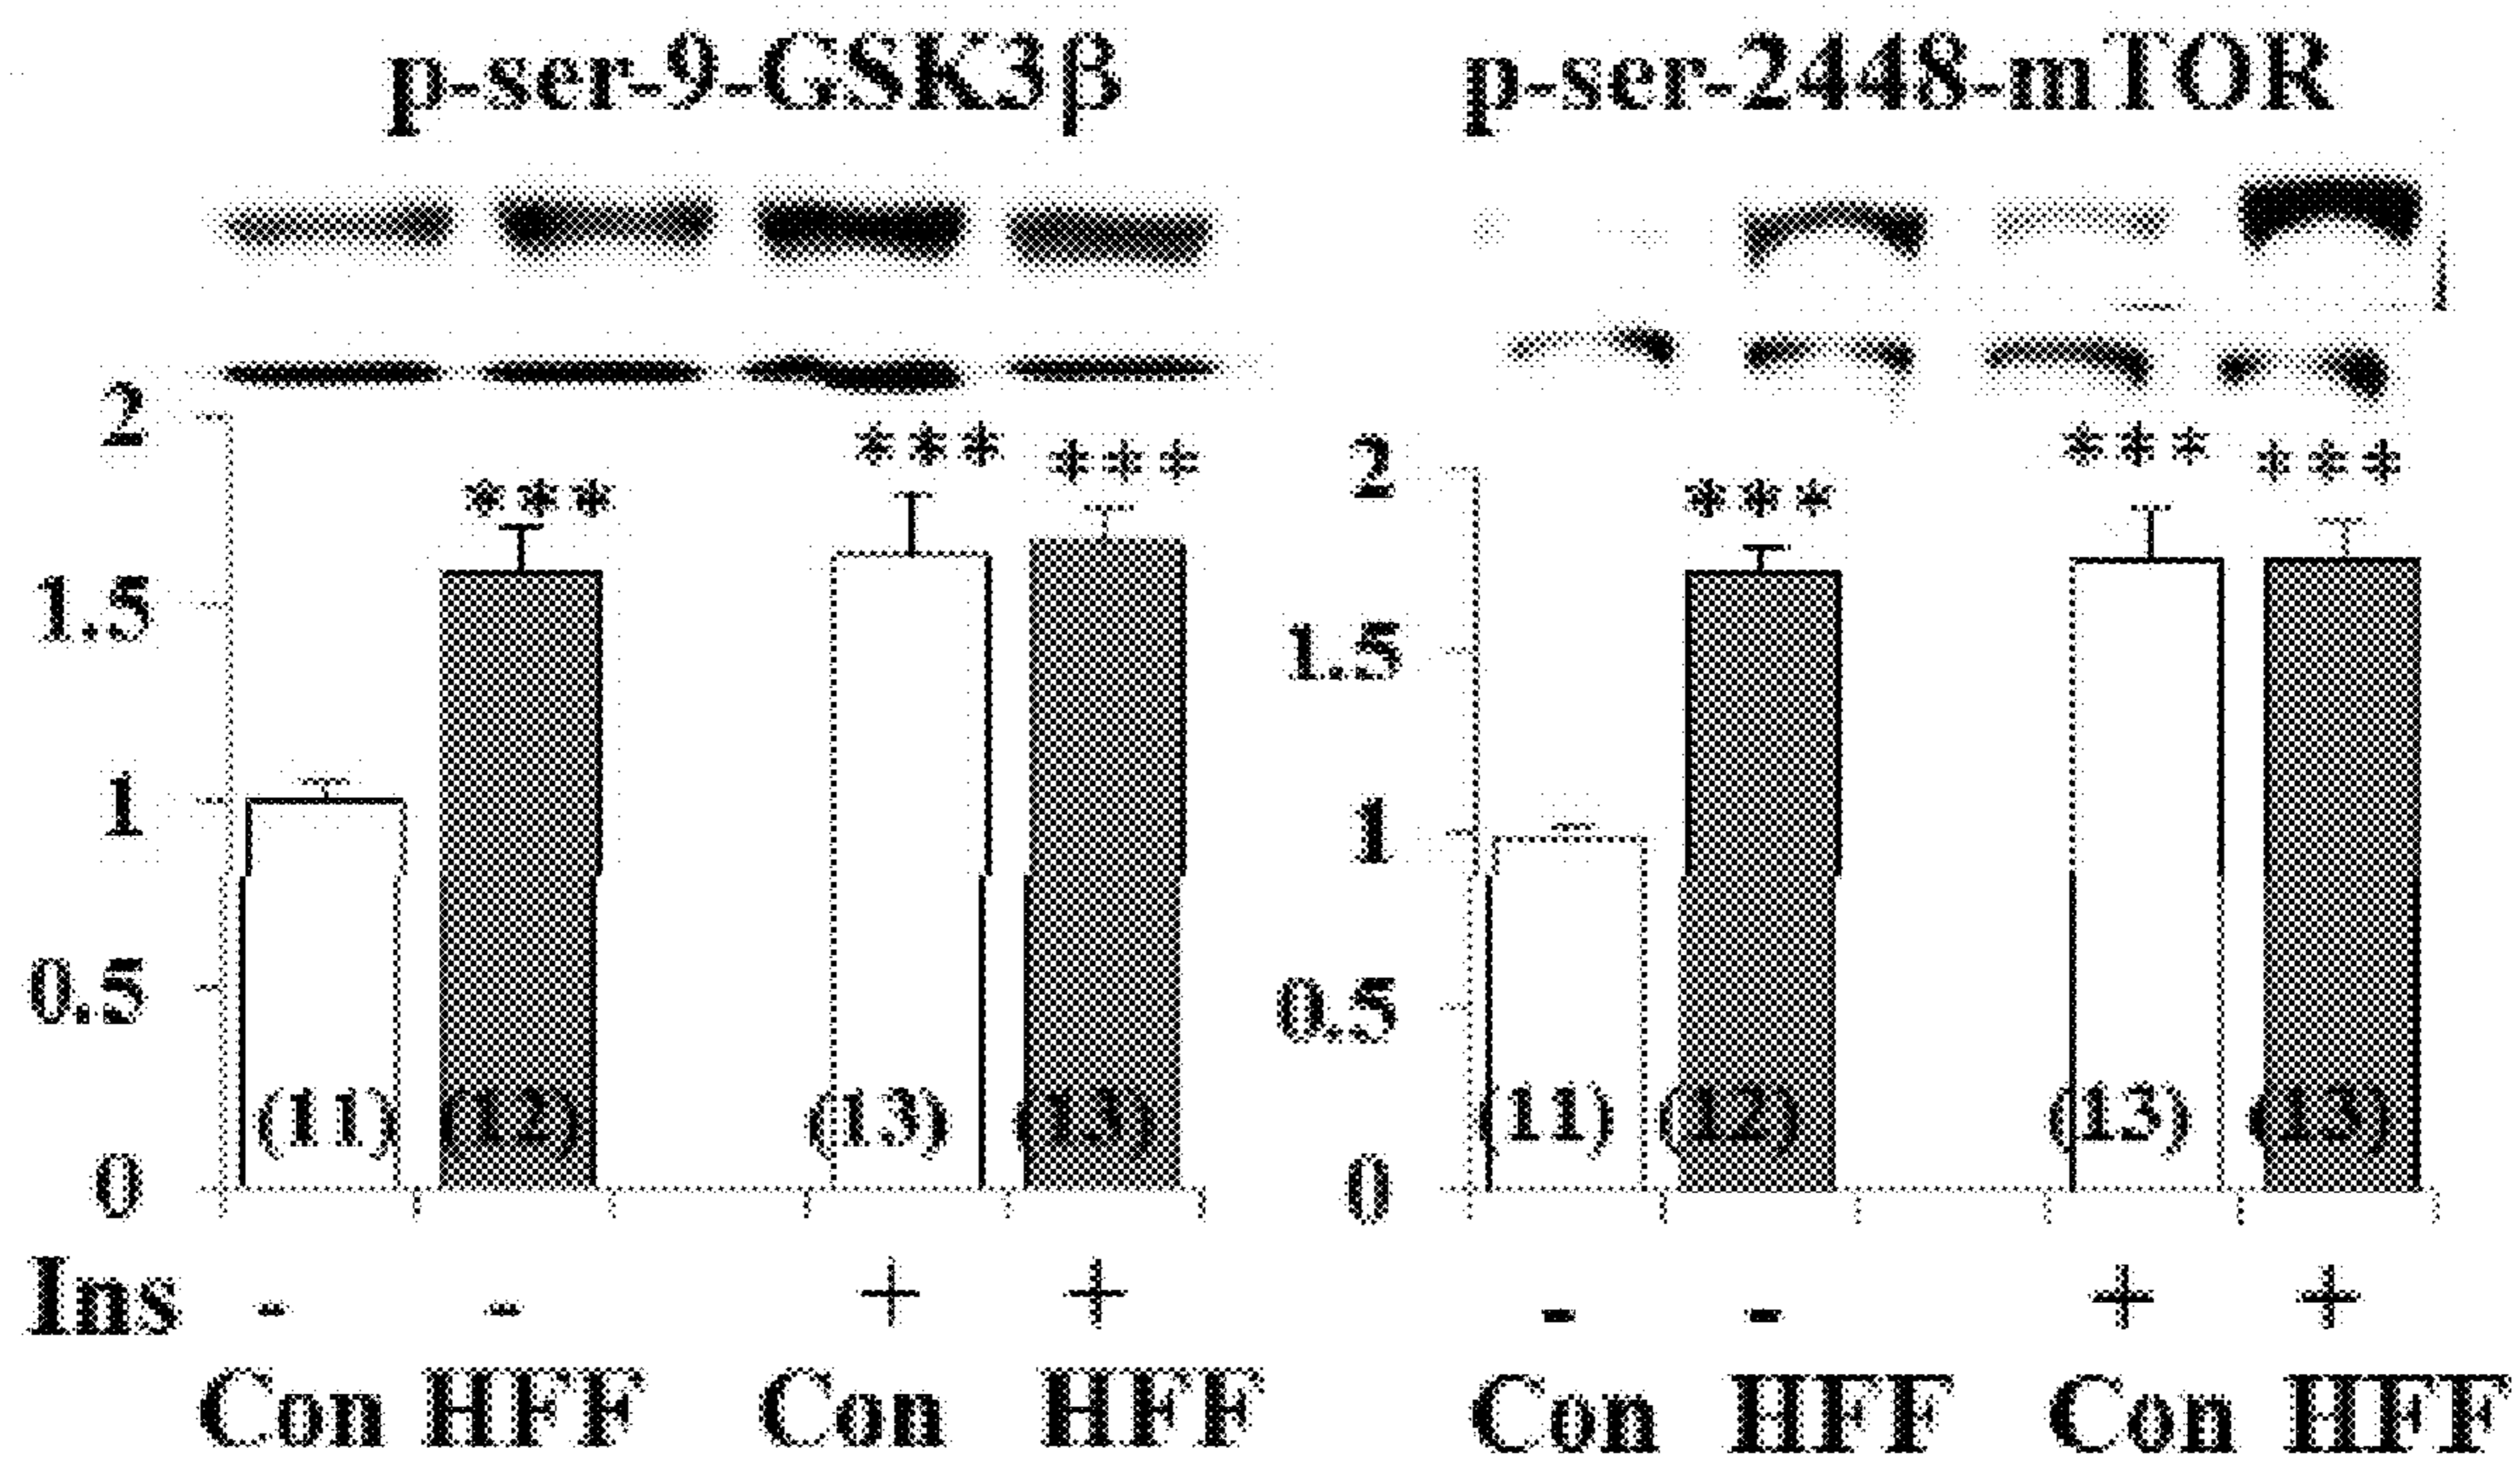 p-ser-9-GSK3β p-ser-2448-mTOR
2 *** *** *** 2 *** *** ***
1.5 1.5
1 1
0.5 0.5
(11) (12) (13) (13) (11) (12) (13) (13)
0 0
Ins - - + + - - + +
Con HFF Con HFF Con HFF Con HFF